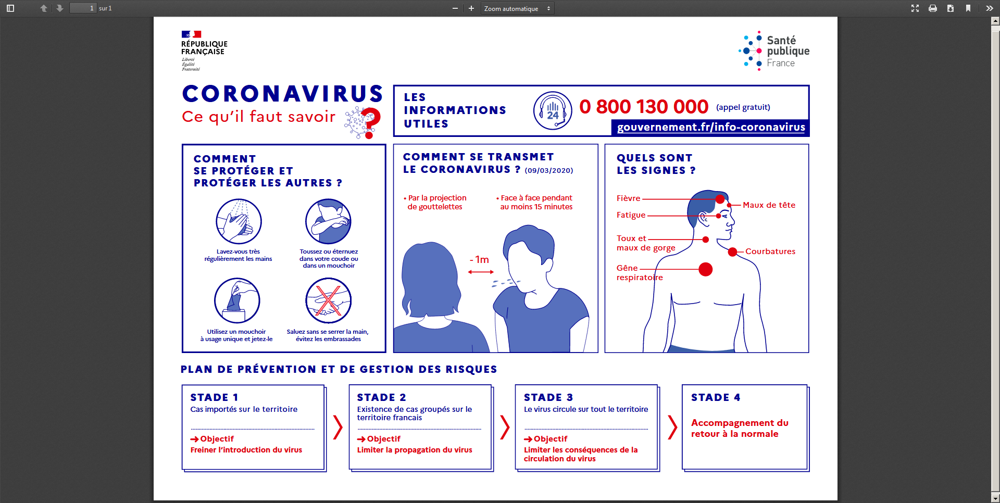 1 sur 1
Zoom automatique
RÉPUBLIQUE
FRANÇAISE
Liberté
Égalité
Fraternité
Santé
publique
France
CORONAVIRUS
Ce qu'il faut savoir
?
LES
INFORMATIONS
UTILES
24
0 800 130 000 (appel gratuit)
gouvernement.fr/info-coronavirus
COMMENT
SE PROTÉGER ET
PROTÉGER LES AUTRES ?
Lavez-vous très
régulièrement les mains
Toussez ou éternuez
dans votre coude ou
dans un mouchoir
Utilisez un mouchoir
à usage unique et jetez-le
Saluez sans se serrer la main,
évitez les embrassades
COMMENT SE TRANSMET
LE CORONAVIRUS ? (09/03/2020)
• Par la projection
de gouttelettes
• Face à face pendant
au moins 15 minutes
- 1m
QUELS SONT
LES SIGNES ?
Fièvre
Maux de tête
Fatigue
Toux et
maux de gorge
Courbatures
Gêne
respiratoire
PLAN DE PRÉVENTION ET DE GESTION DES RISQUES
STADE 1
Cas importés sur le territoire
➔ Objectif
Freiner l'introduction du virus
STADE 2
Existence de cas groupés sur le
territoire francais
➔ Objectif
Limiter la propagation du virus
STADE 3
Le virus circule sur tout le territoire
➔ Objectif
Limiter les conséquences de la
circulation du virus
STADE 4
Accompagnement du
retour à la normale